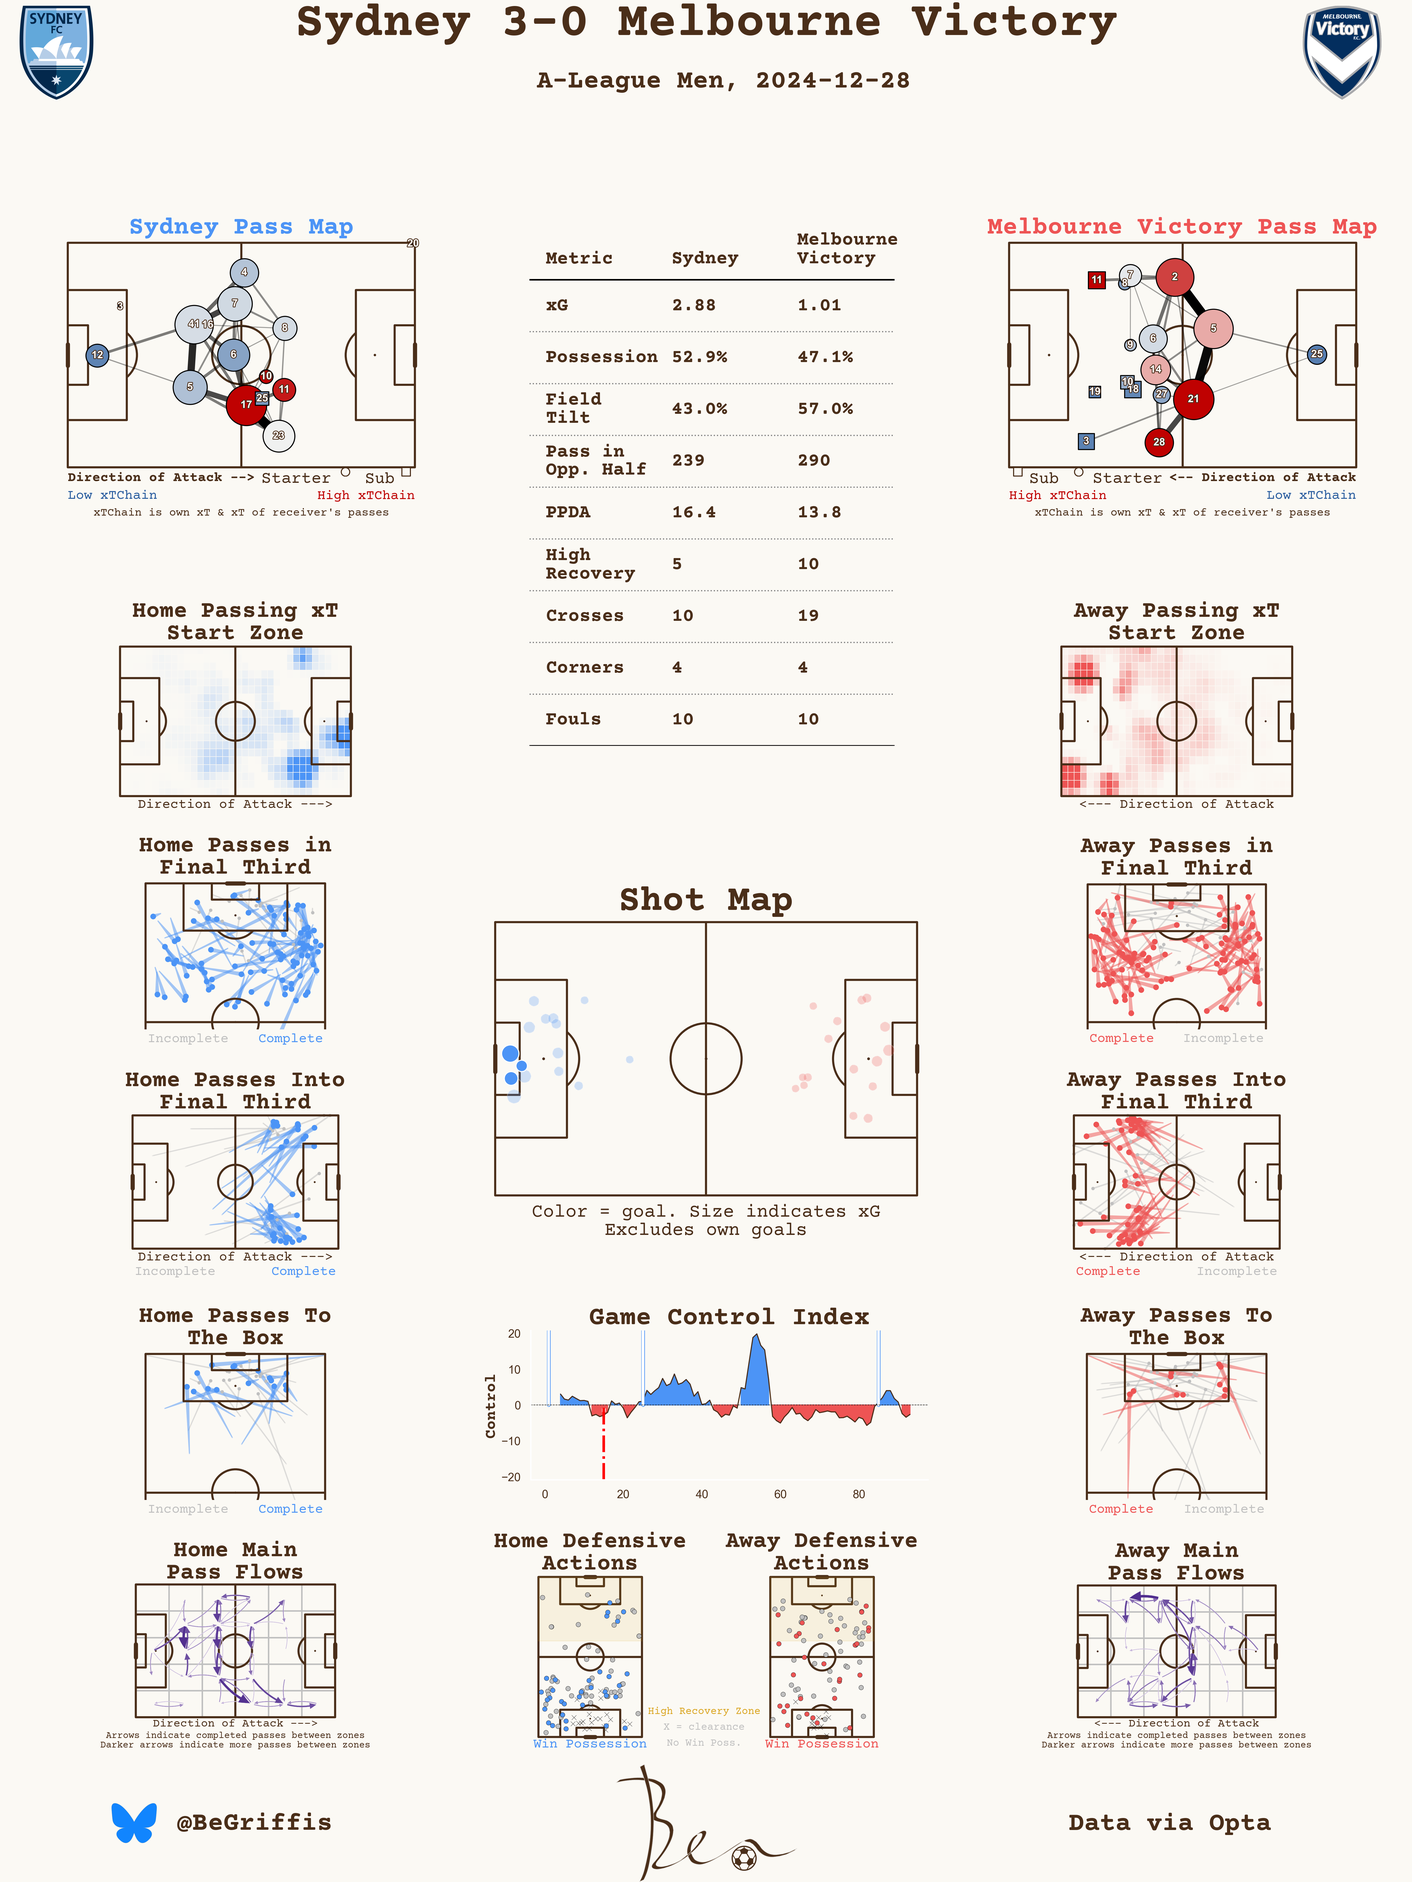 Sydney 3-0 Melbourne Victory
A-League Men, 2024-12-28
SYDNEY
FC
MELBOURNE
Victory
F.C.
Sydney Pass Map
20
4
7
3
41 16
8
12
6
10
5
11
25
17
23
Direction of Attack --> Starter Sub
Low xTChain High xTChain
xTChain is own xT & xT of receiver's passes
Metric Sydney Melbourne Victory
xG 2.88 1.01
Possession 52.9% 47.1%
Field Tilt 43.0% 57.0%
Pass in Opp. Half 239 290
PPDA 16.4 13.8
High Recovery 5 10
Crosses 10 19
Corners 4 4
Fouls 10 10
Melbourne Victory Pass Map
7
2
11
8
5
6
9
25
14
10
18
19
27
21
3
28
Sub Starter <-- Direction of Attack
High xTChain Low xTChain
xTChain is own xT & xT of receiver's passes
Home Passing xT
Start Zone
Direction of Attack --->
Away Passing xT
Start Zone
<--- Direction of Attack
Home Passes in
Final Third
Incomplete Complete
Away Passes in
Final Third
Complete Incomplete
Shot Map
Color = goal. Size indicates xG
Excludes own goals
Home Passes Into
Final Third
Direction of Attack --->
Incomplete Complete
Away Passes Into
Final Third
<--- Direction of Attack
Complete Incomplete
Home Passes To
The Box
Incomplete Complete
Game Control Index
Control
20
10
0
−10
−20
0 20 40 60 80
Away Passes To
The Box
Complete Incomplete
Home Main
Pass Flows
Direction of Attack --->
Arrows indicate completed passes between zones
Darker arrows indicate more passes between zones
Home Defensive
Actions
Win Possession
High Recovery Zone
X = clearance
No Win Poss.
Away Defensive
Actions
Win Possession
Away Main
Pass Flows
<--- Direction of Attack
Arrows indicate completed passes between zones
Darker arrows indicate more passes between zones
@BeGriffis
Ben
Data via Opta